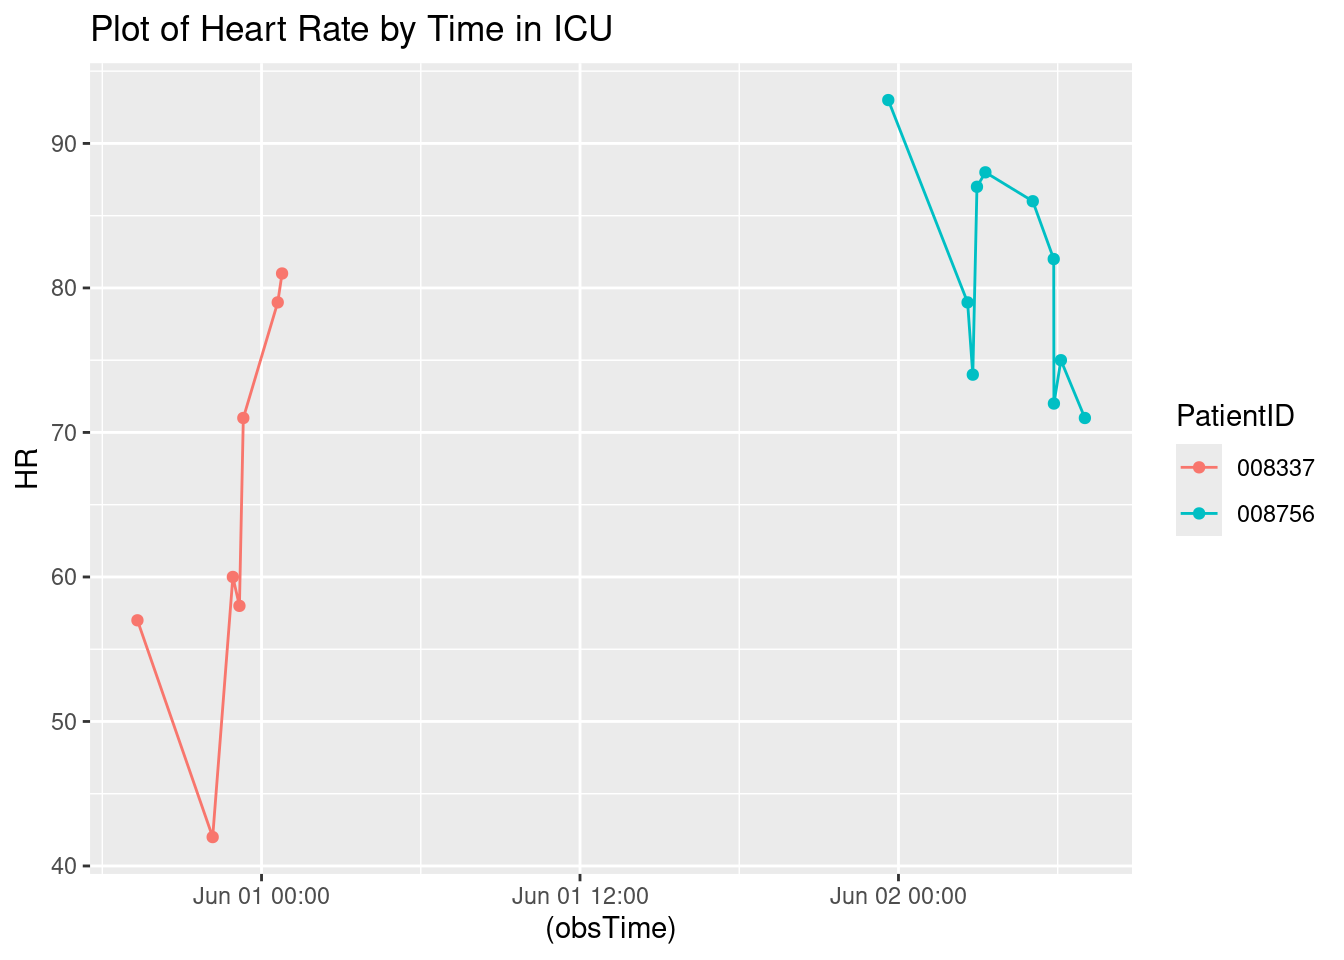 Plot of Heart Rate by Time in ICU
90
80
70
60
50
40
HR
Jun 01 00:00
Jun 01 12:00
Jun 02 00:00
(obsTime)
PatientID
008337
008756